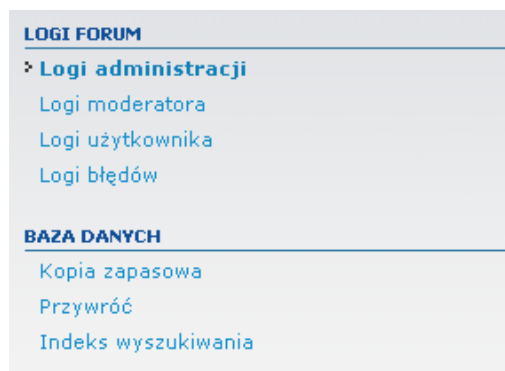 LOGI FORUM
Logi administracji
Logi moderatora
Logi użytkownika
Logi błędów
BAZA DANYCH
Kopia zapasowa
Przywróć
Indeks wyszukiwania